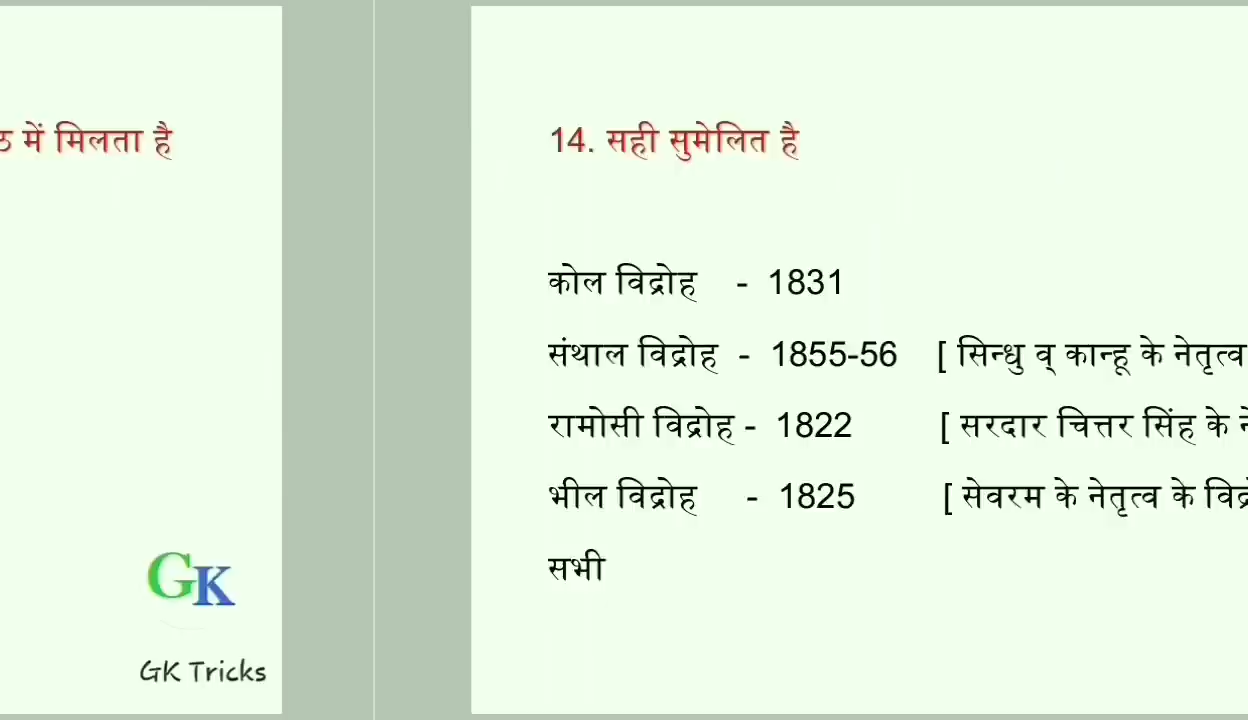 में मिलता है
GK
GK Tricks
14. सही सुमेलित है
कोल विद्रोह - 1831
संथाल विद्रोह - 1855-56 [ सिन्धु व् कान्हू के नेतृत्व
रामोसी विद्रोह - 1822 [ सरदार चित्तर सिंह के
भील विद्रोह - 1825 [ सेवरम के नेतृत्व के
सभी